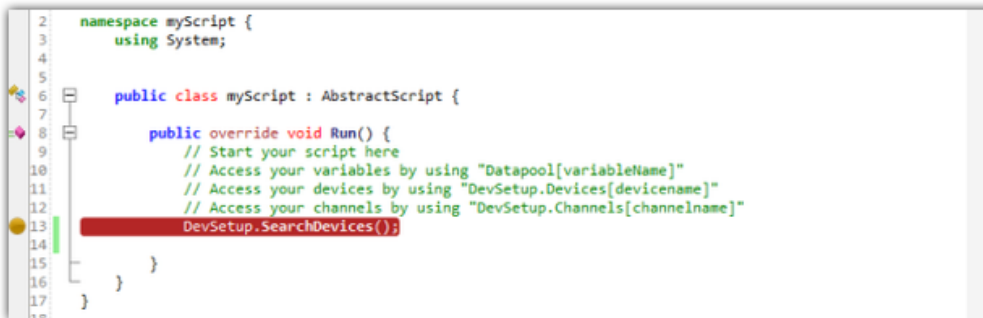 2 namespace myScript {
3 using System;
4
5
6 public class myScript : AbstractScript {
7
8 public override void Run() {
9 // Start your script here
10 // Access your variables by using "Datapool[variableName]"
11 // Access your devices by using "DevSetup.Devices[devicename]"
12 // Access your channels by using "DevSetup.Channels[channelname]"
13 DevSetup.SearchDevices();
14
15 }
16 }
17 }